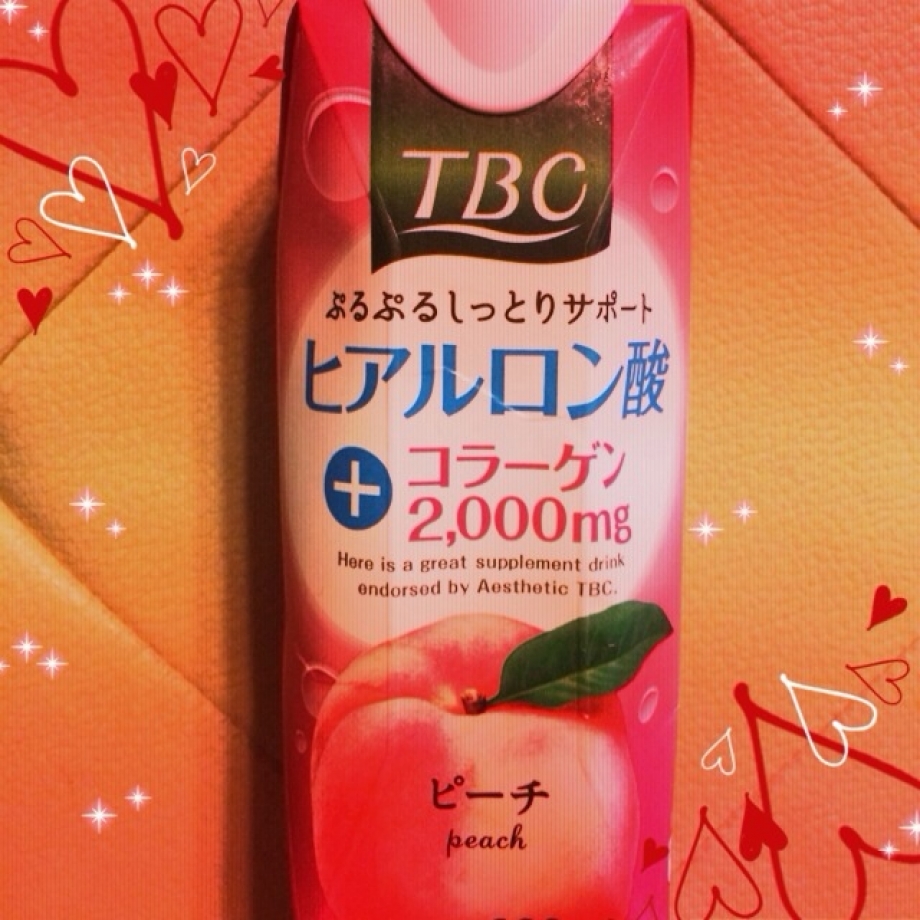 TBC
ぷるぷるしっとりサポート
ヒアルロン酸
+ コラーゲン
2,000mg
Here is a great supplement drink
endorsed by Aesthetic TBC.
ピーチ
peach